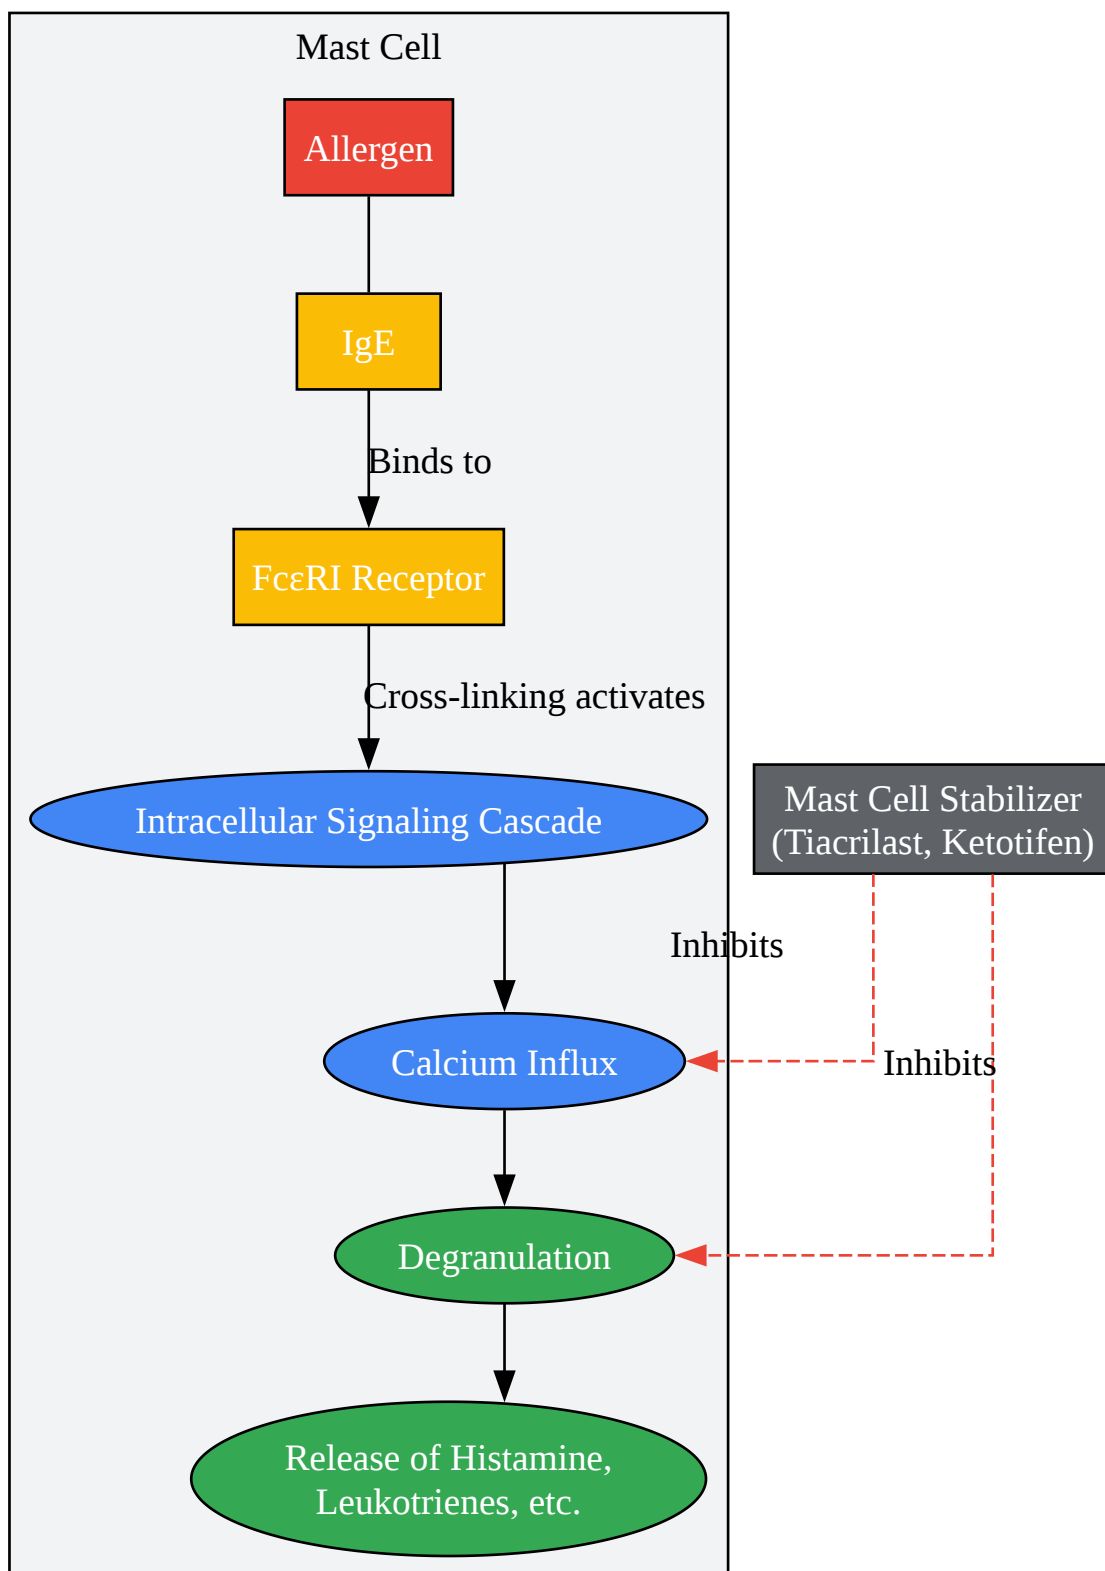 Mast Cell
Allergen
IgE
Binds to
FcεRI Receptor
Cross-linking activates
Intracellular Signaling Cascade
Mast Cell Stabilizer
(Tiacrilast, Ketotifen)
Inhibits
Calcium Influx
Inhibits
Degranulation
Release of Histamine,
Leukotrienes, etc.